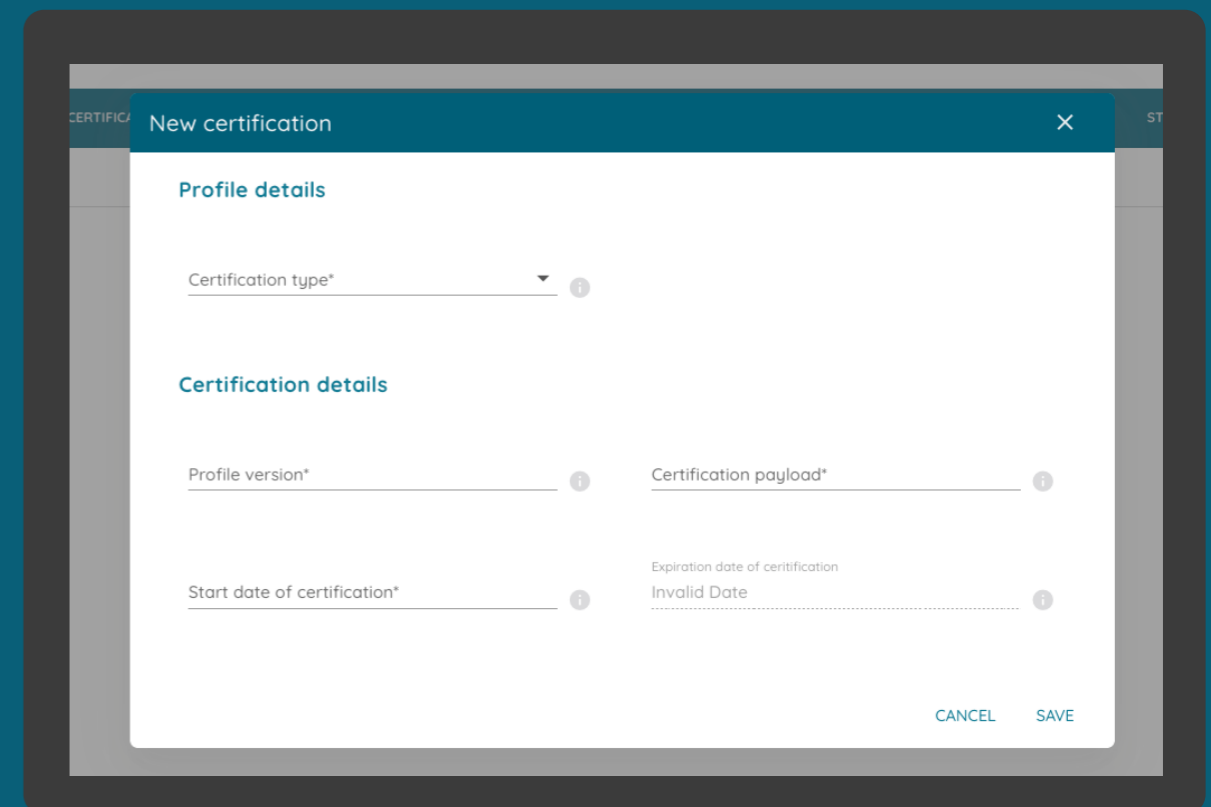 CERTIFICA
New certification
ST
Profile details
Certification type*
Certification details
Profile version*
Certification payload*
Expiration date of ceritification
Start date of certification*
Invalid Date
CANCEL
SAVE